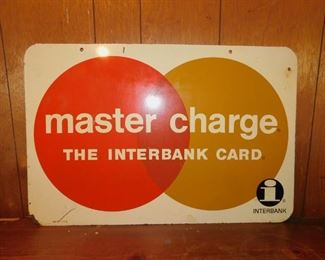 master charge
THE INTERBANK CARD
i
INTERBANK